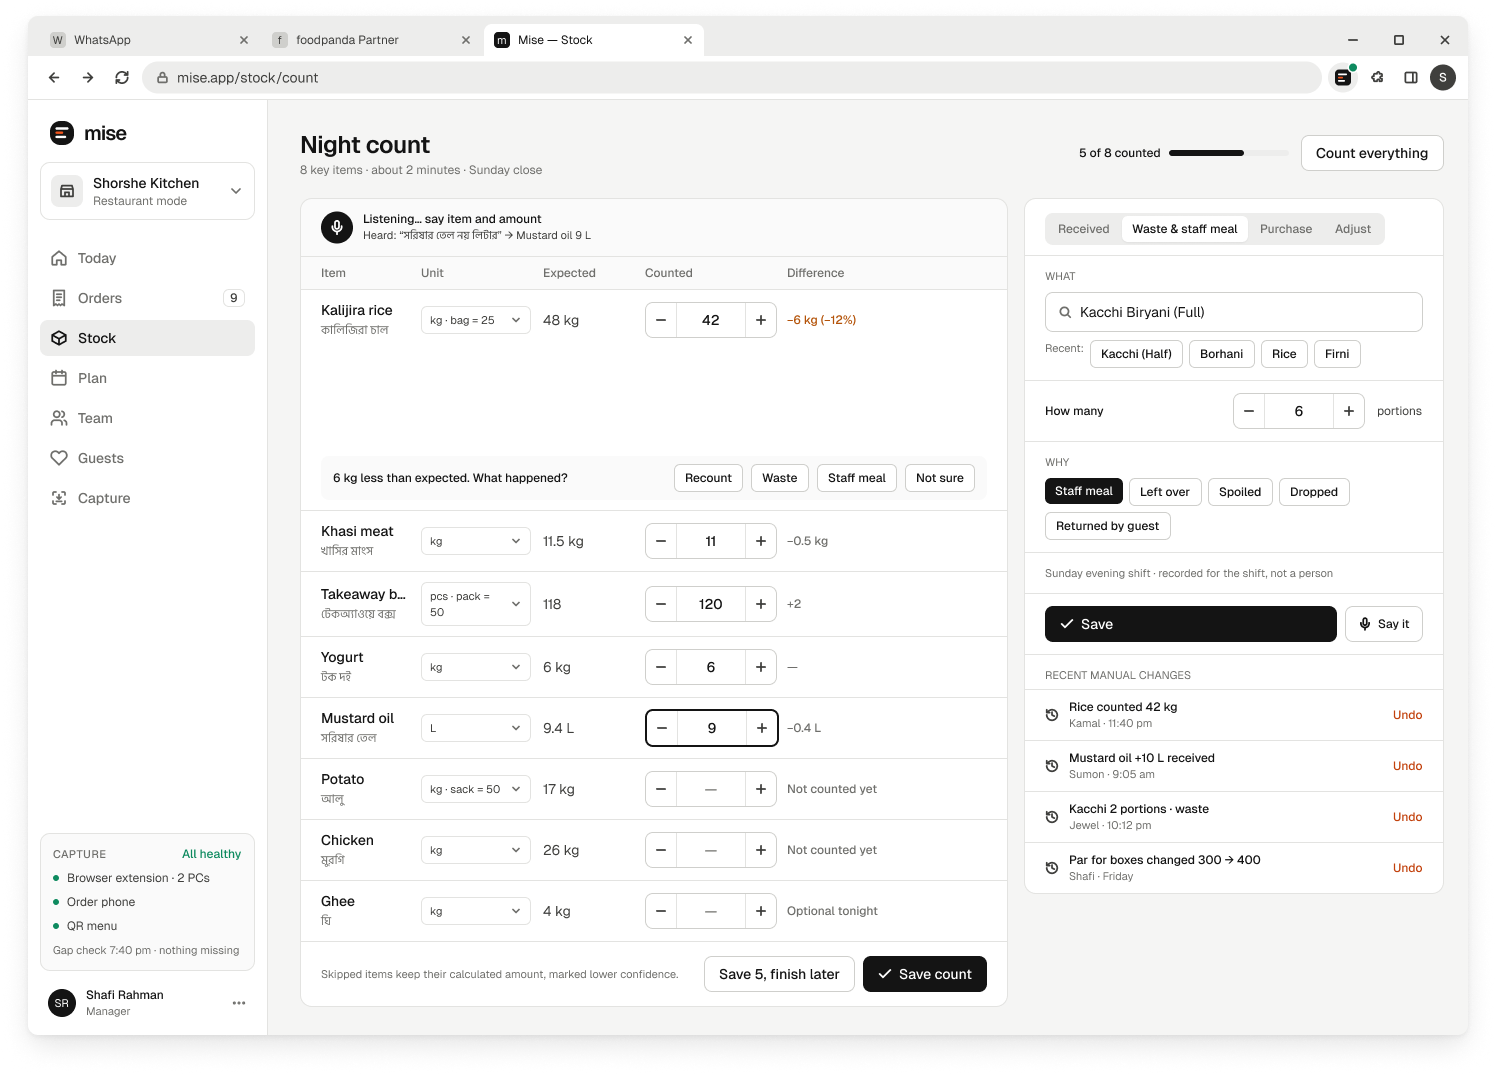 W WhatsApp
f foodpanda Partner
m Mise — Stock
mise.app/stock/count
S
mise
Shorshe Kitchen
Restaurant mode
Today
Orders 9
Stock
Plan
Team
Guests
Capture
CAPTURE All healthy
Browser extension · 2 PCs
Order phone
QR menu
Gap check 7:40 pm · nothing missing
SR Shafi Rahman
Manager
Night count
8 key items · about 2 minutes · Sunday close
5 of 8 counted
Count everything
Listening... say item and amount
Heard: “সরিষার তেল নয় লিটার” → Mustard oil 9 L
Item Unit Expected Counted Difference
Kalijira rice
কালিজিরা চাল
kg · bag = 25 48 kg − 42 + −6 kg (−12%)
6 kg less than expected. What happened? Recount Waste Staff meal Not sure
Khasi meat
খাসির মাংস
kg 11.5 kg − 11 + −0.5 kg
Takeaway b...
টেকঅ্যাওয়ে বক্স
pcs · pack =
50
118 − 120 + +2
Yogurt
টক দই
kg 6 kg − 6 + —
Mustard oil
সরিষার তেল
L 9.4 L − 9 + −0.4 L
Potato
আলু
kg · sack = 50 17 kg − — + Not counted yet
Chicken
মুরগি
kg 26 kg − — + Not counted yet
Ghee
ঘি
kg 4 kg − — + Optional tonight
Skipped items keep their calculated amount, marked lower confidence.
Save 5, finish later
Save count
Received Waste & staff meal Purchase Adjust
WHAT
Kacchi Biryani (Full)
Recent: Kacchi (Half) Borhani Rice Firni
How many − 6 + portions
WHY
Staff meal Left over Spoiled Dropped
Returned by guest
Sunday evening shift · recorded for the shift, not a person
Save
Say it
RECENT MANUAL CHANGES
Rice counted 42 kg
Kamal · 11:40 pm
Undo
Mustard oil +10 L received
Sumon · 9:05 am
Undo
Kacchi 2 portions · waste
Jewel · 10:12 pm
Undo
Par for boxes changed 300 → 400
Shafi · Friday
Undo